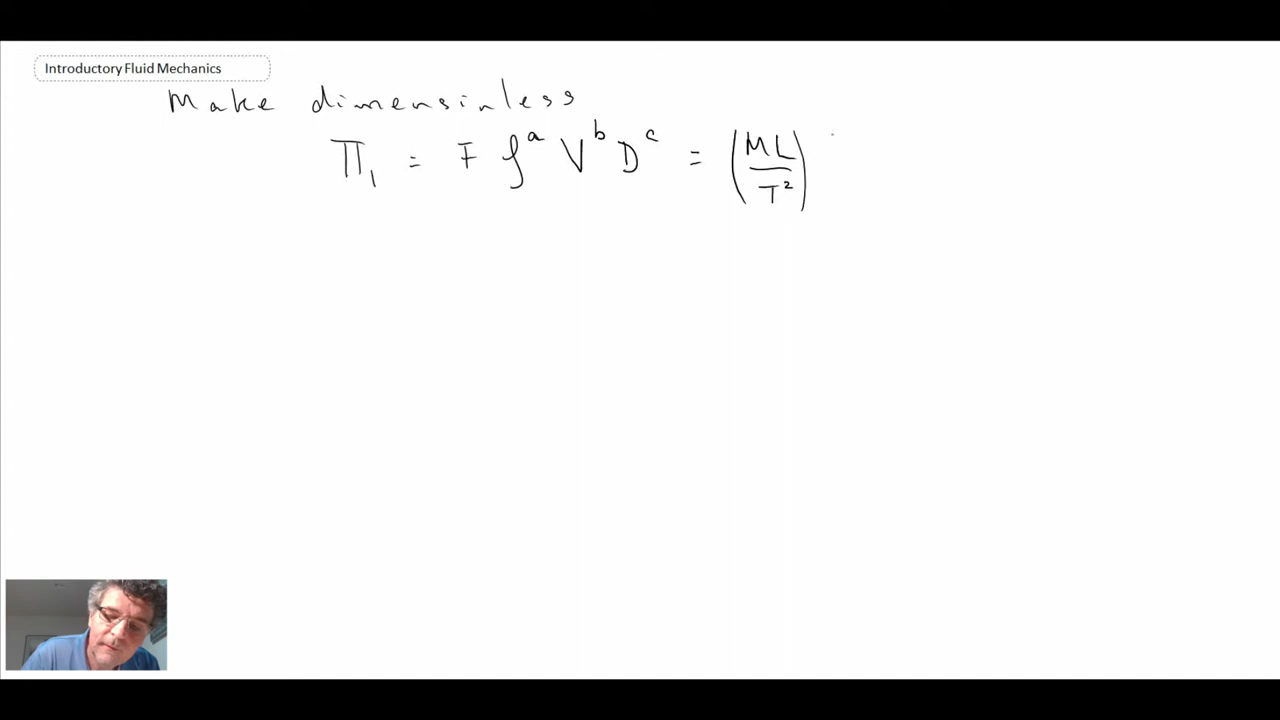 Introductory Fluid Mechanics
Make dimensinless
Π₁ = F ρᵃ Vᵇ Dᶜ = (ML/T²)